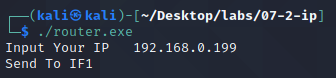 ┌──(kali㉿kali)-[~/Desktop/labs/07-2-ip]
└─$ ./router.exe
Input Your IP   192.168.0.199
Send To IF1